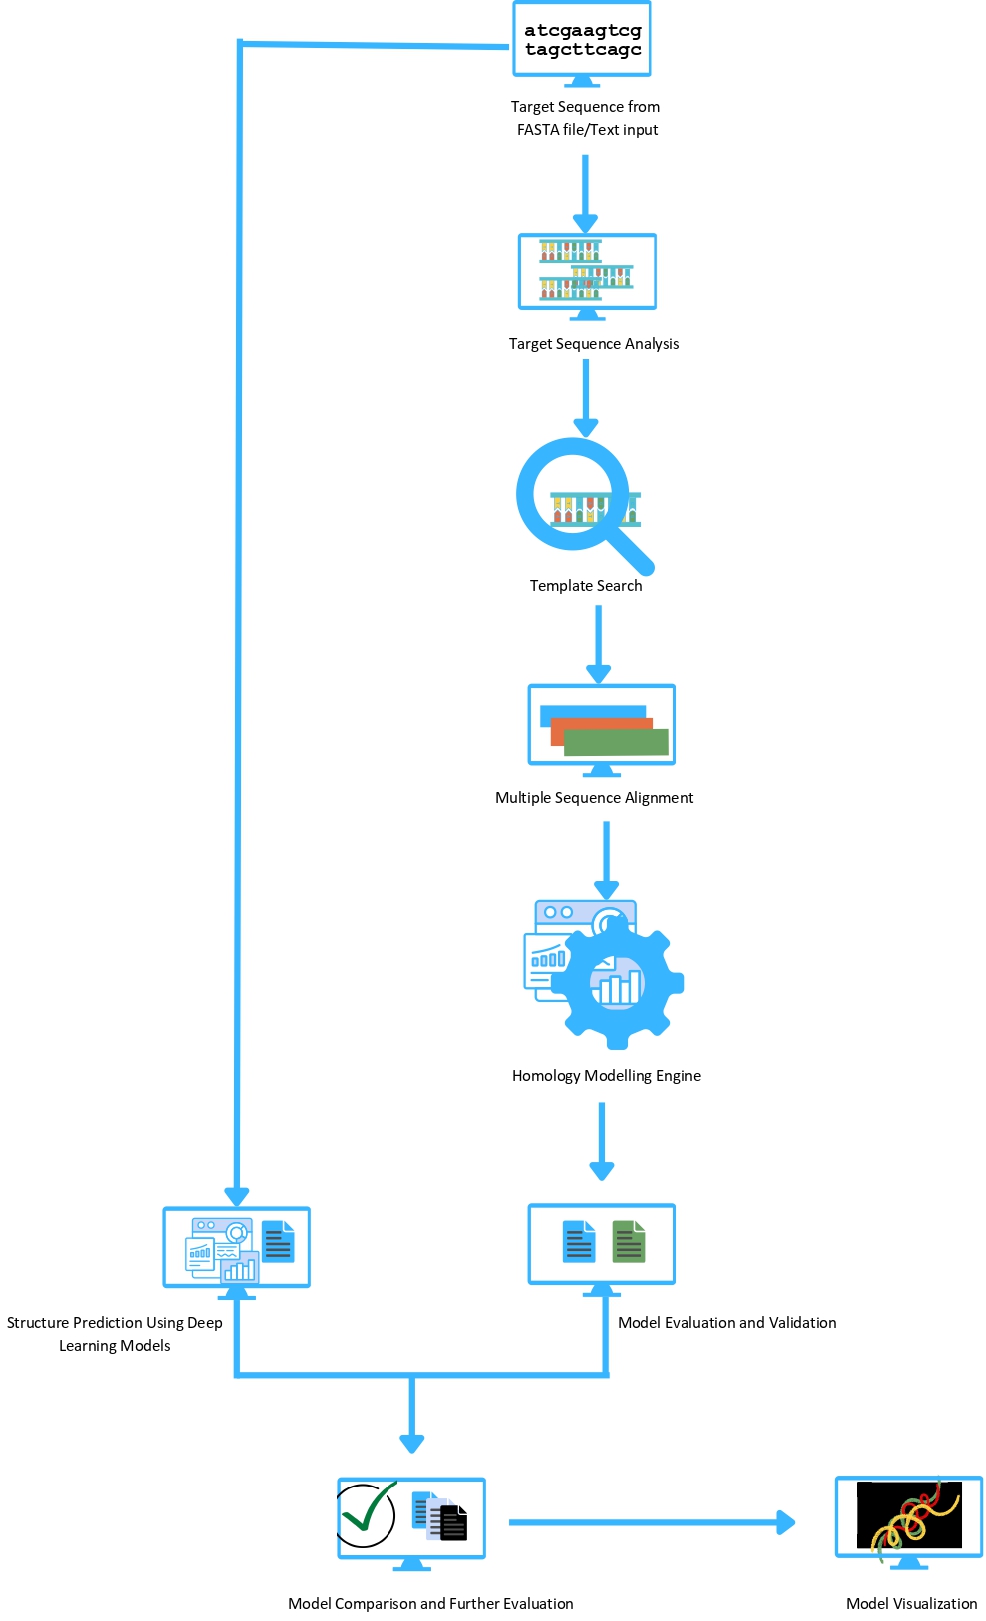 atcgaagtcg
tagcttcagc
Target Sequence from
FASTA file/Text input
Target Sequence Analysis
Template Search
Multiple Sequence Alignment
Homology Modelling Engine
Structure Prediction Using Deep
Learning Models
Model Evaluation and Validation
Model Comparison and Further Evaluation
Model Visualization